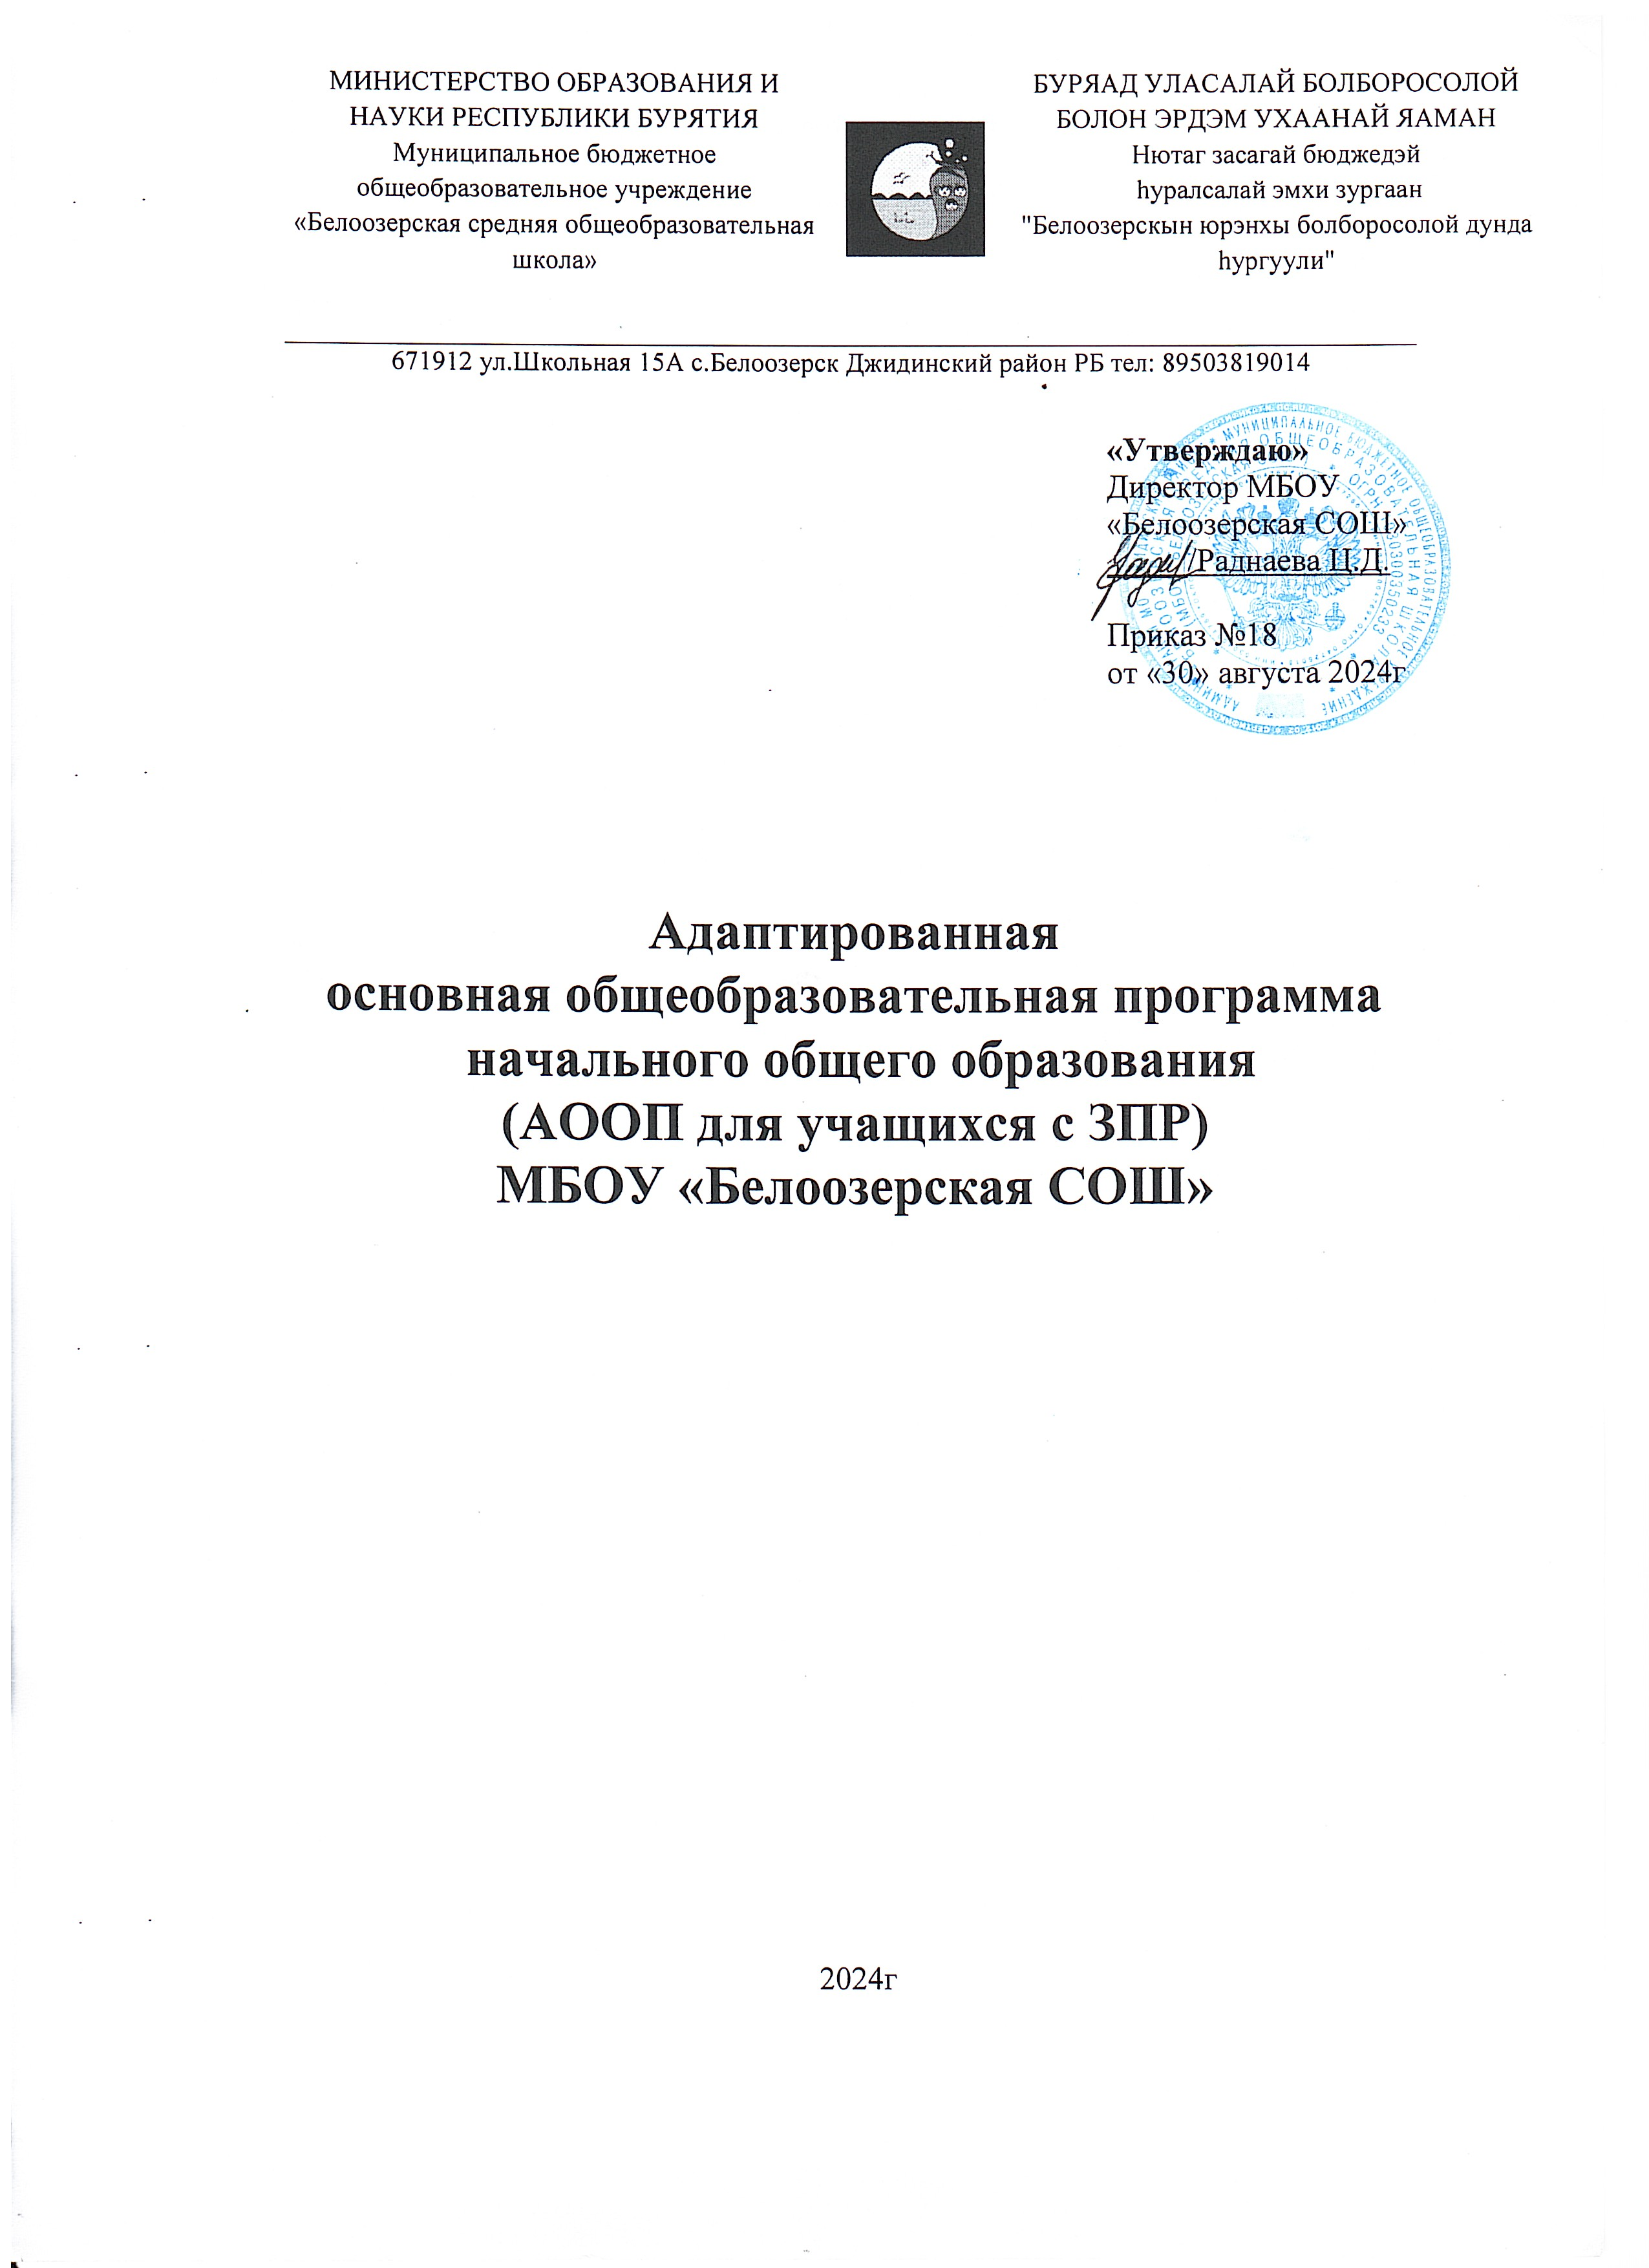 МИНИСТЕРСТВО ОБРАЗОВАНИЯ И
НАУКИ РЕСПУБЛИКИ БУРЯТИЯ
Муниципальное бюджетное
общеобразовательное учреждение
«Белоозерская средняя общеобразовательная
школа»
БУРЯАД УЛАСАЛАЙ БОЛБОРОСОЛОЙ
БОЛОН ЭРДЭМ УХААНАЙ ЯАМАН
Нютаг засагай бюджедэй
һуралсалай эмхи зургаан
"Белоозерскын юрэнхы болборосолой дунда
һургуули"
671912 ул.Школьная 15А с.Белоозерск Джидинский район РБ тел: 89503819014
«Утверждаю»
Директор МБОУ
«Белоозерская СОШ»
/Раднаева Ц.Д.
Приказ №18
от «30» августа 2024г
Адаптированная
основная общеобразовательная программа
начального общего образования
(АООП для учащихся с ЗПР)
МБОУ «Белоозерская СОШ»
2024г